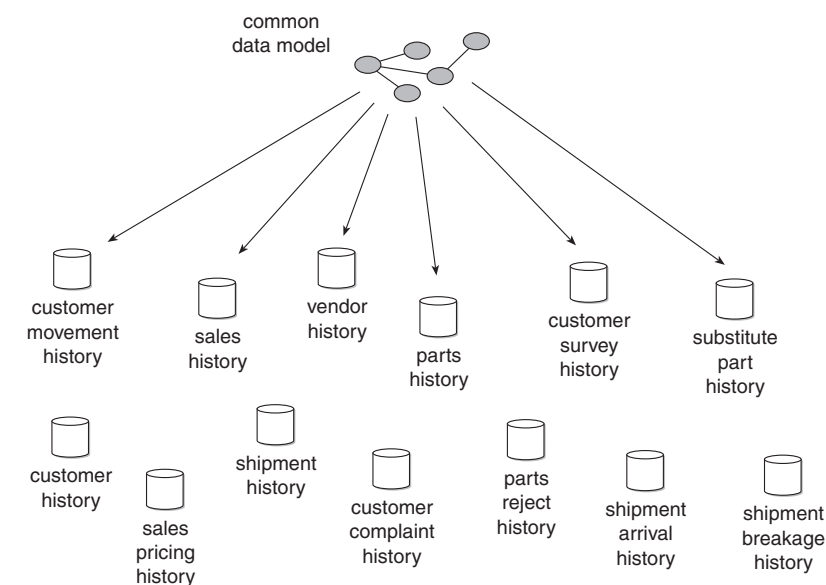 common
data model
customer
movement
history
sales
history
vendor
history
parts
history
customer
survey
history
substitute
part
history
customer
history
sales
pricing
history
shipment
history
customer
complaint
history
parts
reject
history
shipment
arrival
history
shipment
breakage
history